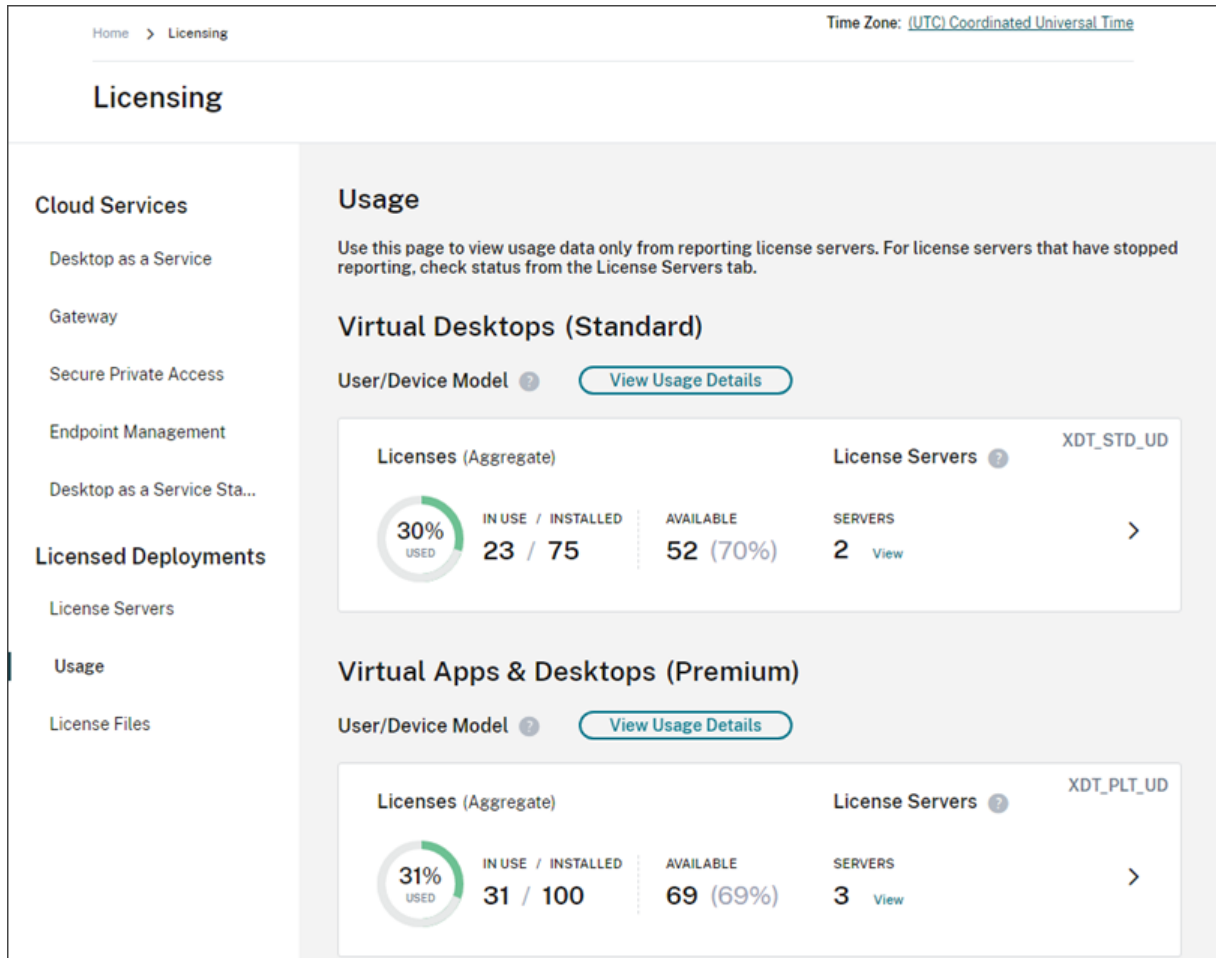 Home > Licensing
Time Zone: (UTC) Coordinated Universal Time
Licensing
Cloud Services
Desktop as a Service
Gateway
Secure Private Access
Endpoint Management
Desktop as a Service Sta...
Licensed Deployments
License Servers
Usage
License Files
Usage
Use this page to view usage data only from reporting license servers. For license servers that have stopped
reporting, check status from the License Servers tab.
Virtual Desktops (Standard)
User/Device Model ? View Usage Details
XDT_STD_UD
Licenses (Aggregate)
License Servers ?
30%
USED
IN USE / INSTALLED
23 / 75
AVAILABLE
52 (70%)
SERVERS
2 View
>
Virtual Apps & Desktops (Premium)
User/Device Model ? View Usage Details
XDT_PLT_UD
Licenses (Aggregate)
License Servers ?
31%
USED
IN USE / INSTALLED
31 / 100
AVAILABLE
69 (69%)
SERVERS
3 View
>